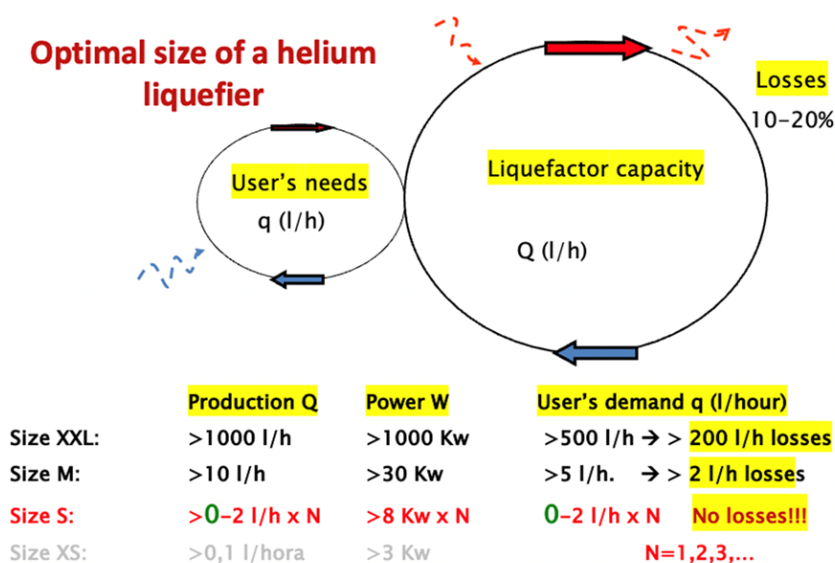 Optimal size of a helium
liquefier
Losses
10-20%
User's needs
q (l/h)
Liquefactor capacity
Q (l/h)
Production Q Power W User's demand q (l/hour)
Size XXL: >1000 l/h >1000 Kw >500 l/h → > 200 l/h losses
Size M: >10 l/h >30 Kw >5 l/h. → > 2 l/h losses
Size S: >0-2 l/h x N >8 Kw x N 0-2 l/h x N No losses!!!
Size XS: >0,1 l/hora >3 Kw N=1,2,3,...